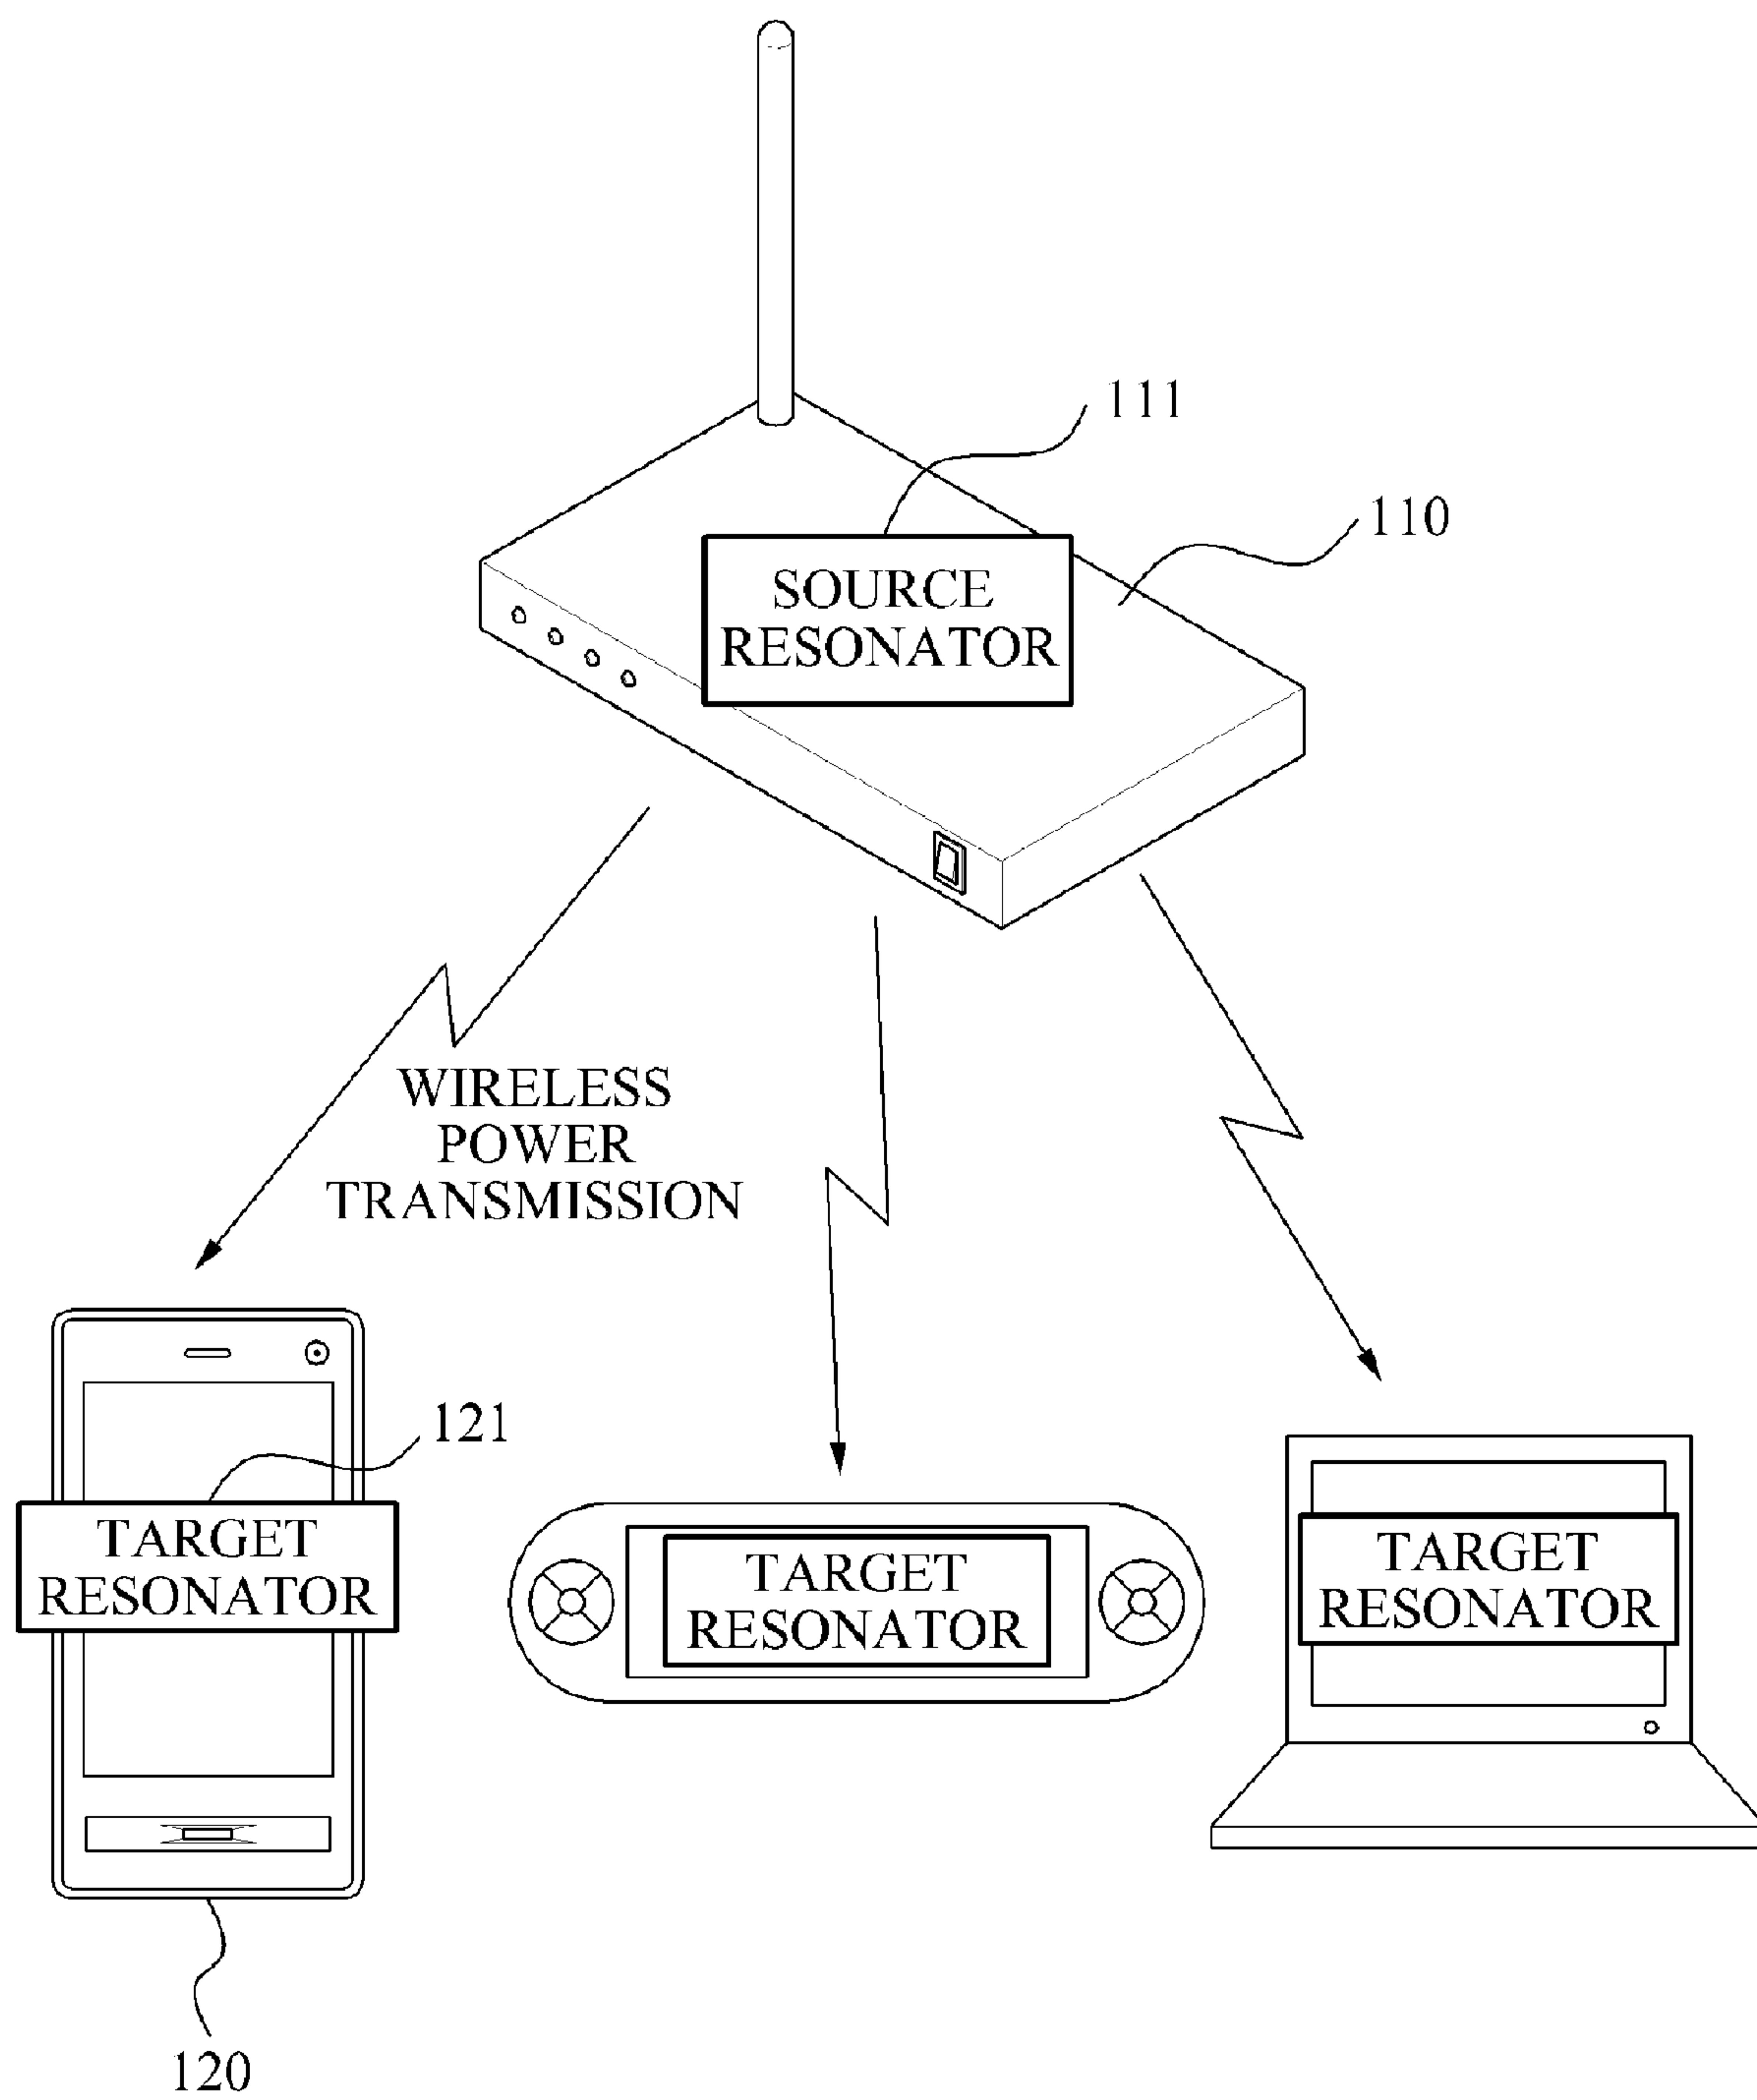 111
110
SOURCE
RESONATOR
WIRELESS
POWER
TRANSMISSION
121
TARGET
RESONATOR
TARGET
RESONATOR
TARGET
RESONATOR
120